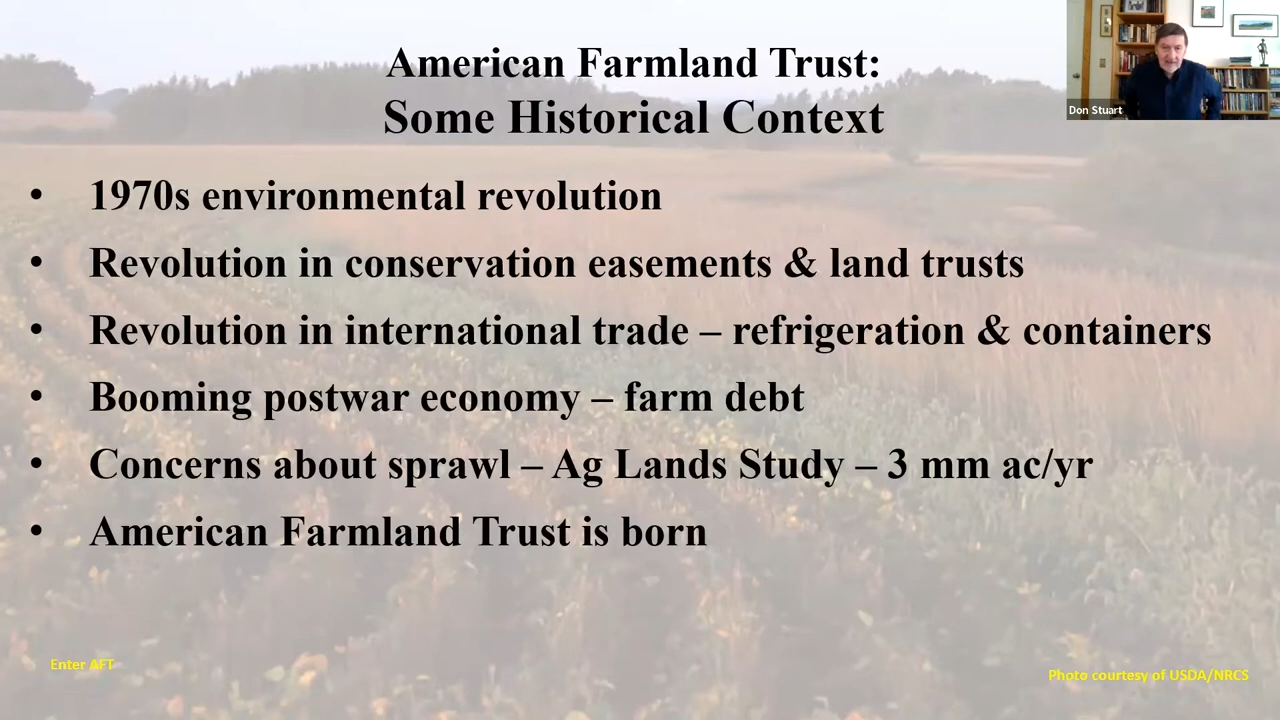 American Farmland Trust:
Some Historical Context
Don Stuart
• 1970s environmental revolution
• Revolution in conservation easements & land trusts
• Revolution in international trade – refrigeration & containers
• Booming postwar economy – farm debt
• Concerns about sprawl – Ag Lands Study – 3 mm ac/yr
• American Farmland Trust is born
Enter AFT
Photo courtesy of USDA/NRCS